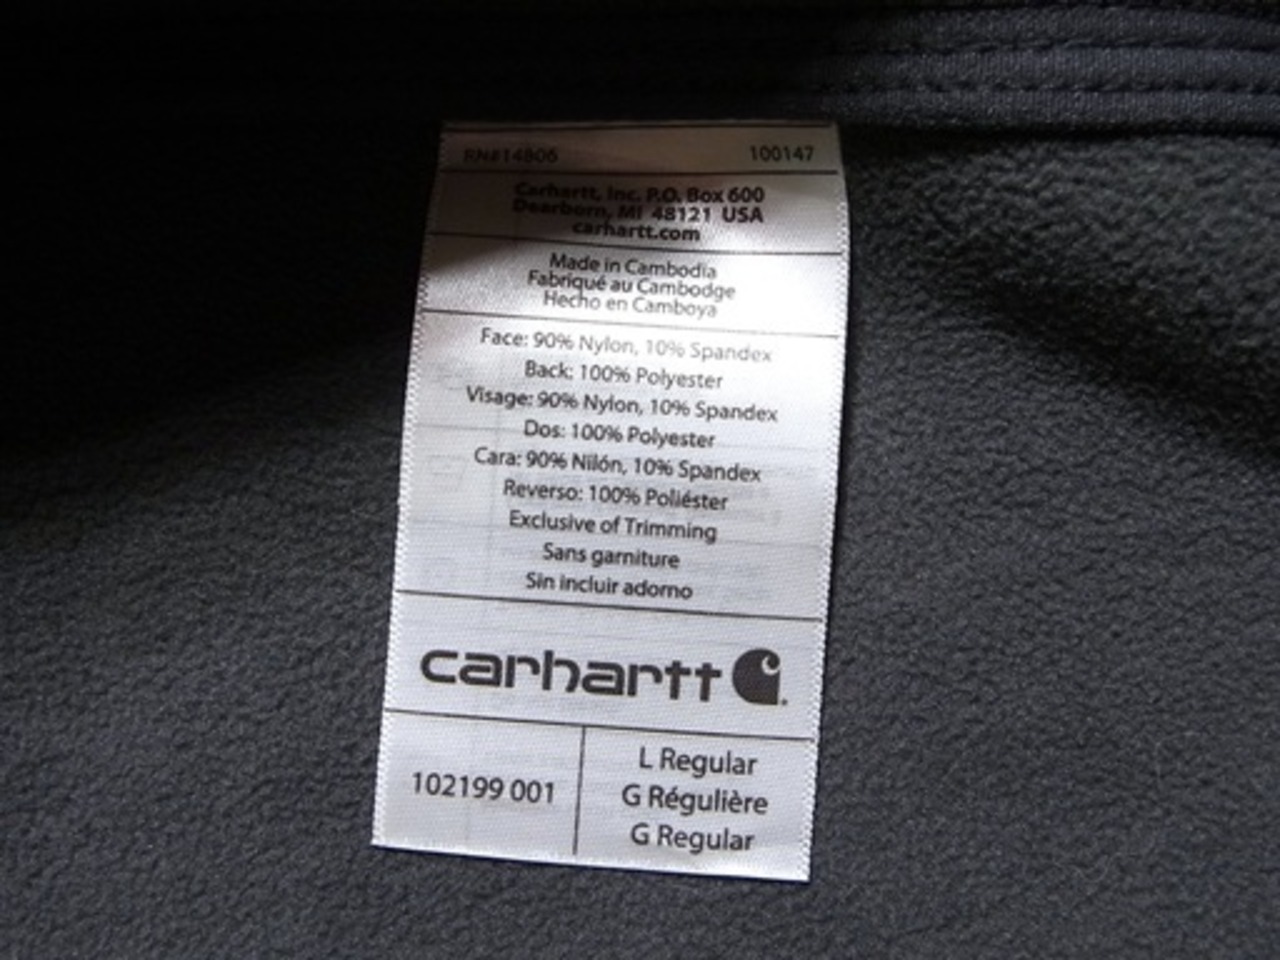 RN#14806 100147
Carhartt, Inc. P.O. Box 600
Dearborn, MI 48121 USA
carhartt.com
Made in Cambodia
Fabriqué au Cambodge
Hecho en Camboya
Face: 90% Nylon, 10% Spandex
Back: 100% Polyester
Visage: 90% Nylon, 10% Spandex
Dos: 100% Polyester
Cara: 90% Nilón, 10% Spandex
Reverso: 100% Poliéster
Exclusive of Trimming
Sans garniture
Sin incluir adorno
carhartt
102199 001
L Regular
G Régulière
G Regular